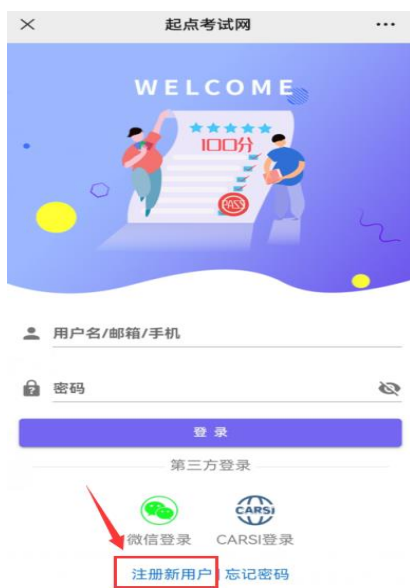 起点考试网
WELCOME
100分
PASS
用户名/邮箱/手机
密码
登 录
第三方登录
CARSI
微信登录 CARSI登录
注册新用户 忘记密码